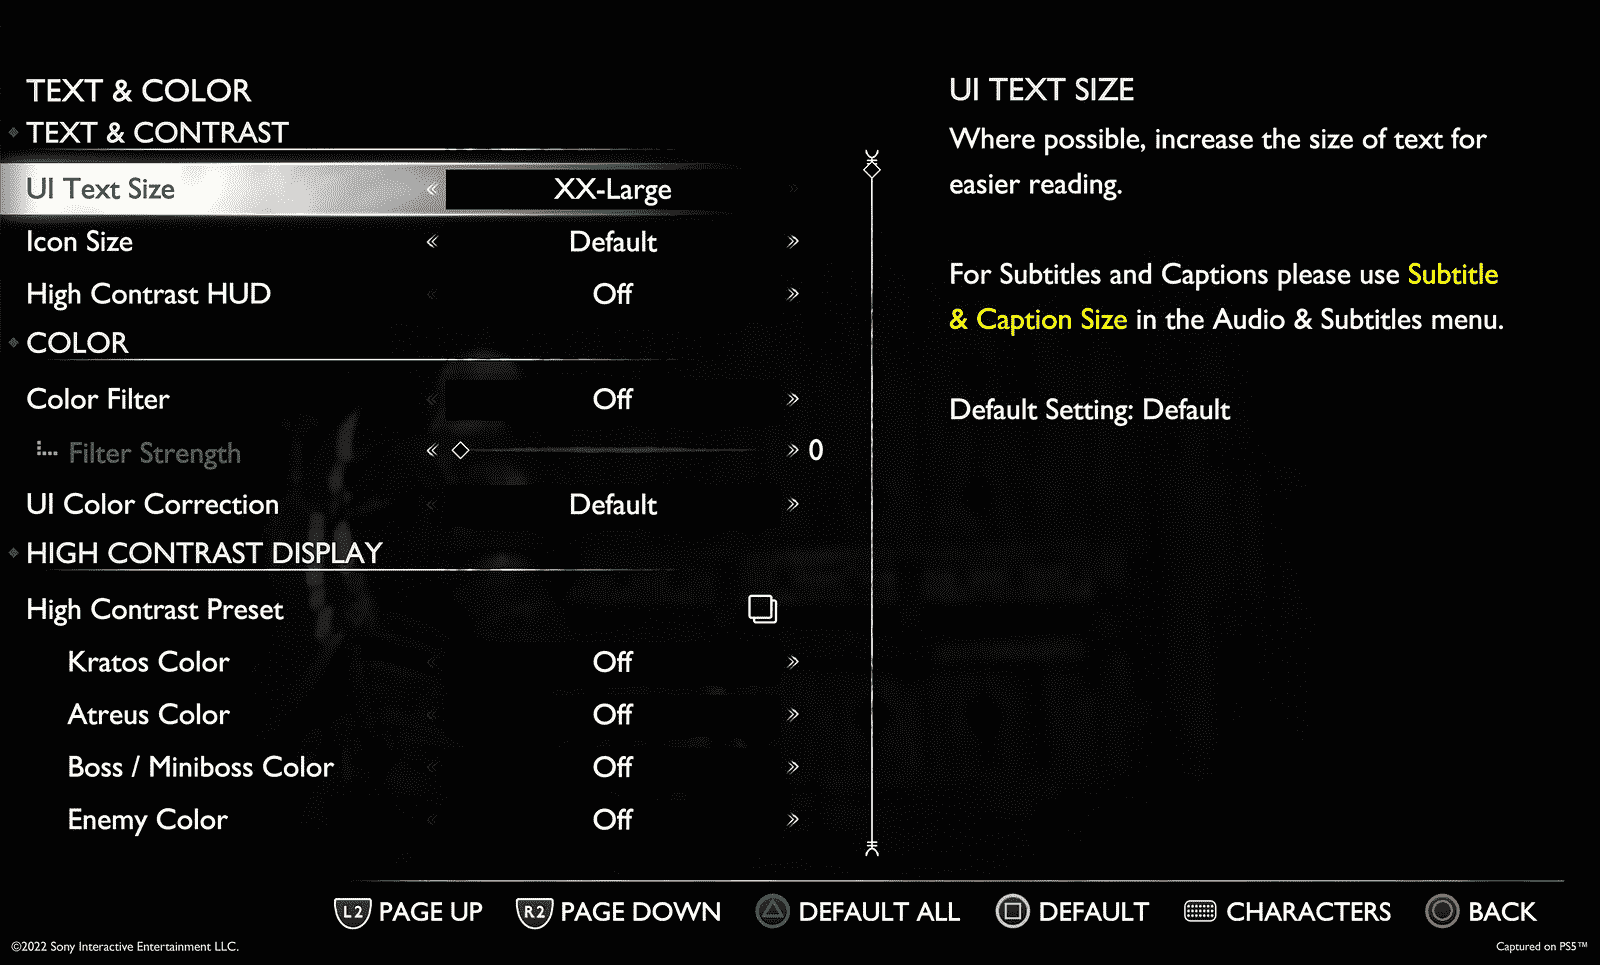 TEXT & COLOR
TEXT & CONTRAST
UI Text Size
XX-Large
Icon Size
Default
High Contrast HUD
Off
COLOR
Color Filter
Off
Filter Strength
0
UI Color Correction
Default
HIGH CONTRAST DISPLAY
High Contrast Preset
Kratos Color
Off
Atreus Color
Off
Boss / Miniboss Color
Off
Enemy Color
Off
UI TEXT SIZE
Where possible, increase the size of text for
easier reading.
For Subtitles and Captions please use Subtitle
& Caption Size in the Audio & Subtitles menu.
Default Setting: Default
L2 PAGE UP
R2 PAGE DOWN
DEFAULT ALL
DEFAULT
CHARACTERS
BACK
©2022 Sony Interactive Entertainment LLC.
Captured on PS5™